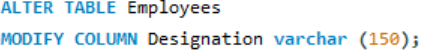 ALTER TABLE Employees
MODIFY COLUMN Designation varchar (150);